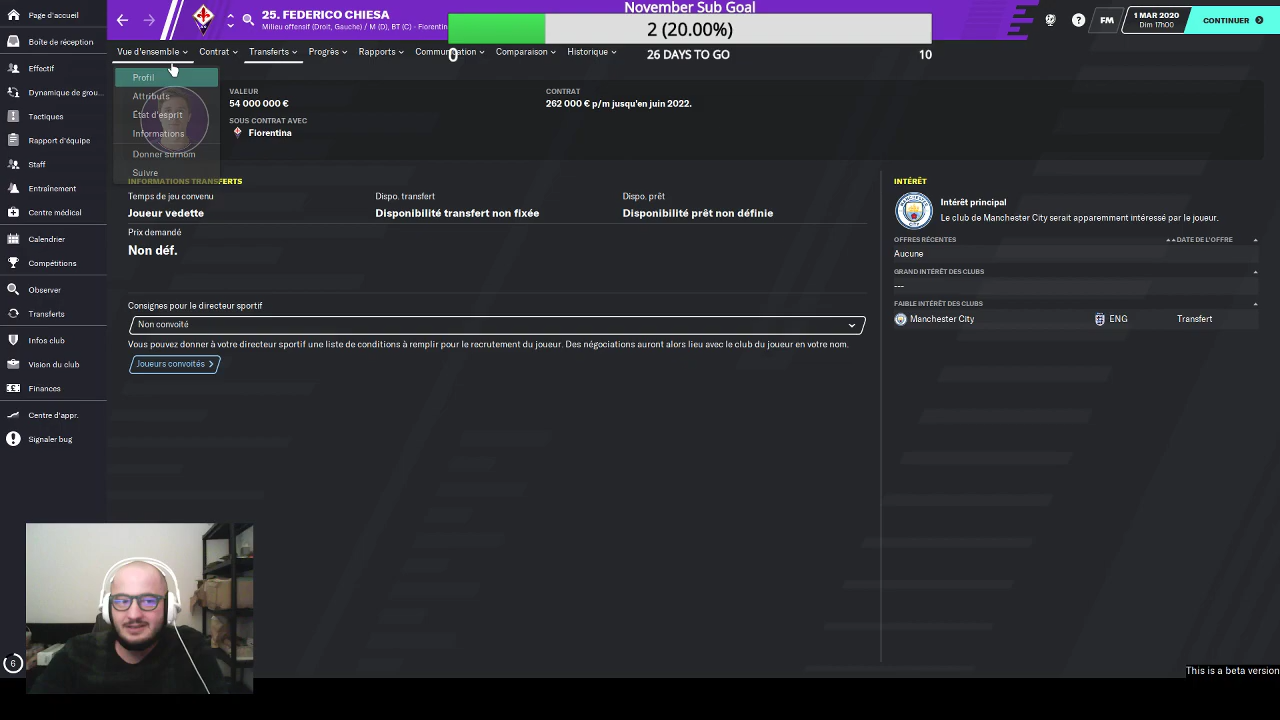 Page d'accueil
Boîte de réception
Effectif
Dynamique de grou...
Tactiques
Rapport d'équipe
Staff
Entraînement
Centre médical
Calendrier
Compétitions
Observer
Transferts
Infos club
Vision du club
Finances
Centre d'appr.
Signaler bug
6
25. FEDERICO CHIESA
Milieu offensif (Droit, Gauche) / M (D), BT (C) - Fiorentin
November Sub Goal
2 (20.00%)
0
26 DAYS TO GO
10
?
FM
1 MAR 2020
Dim 17h00
CONTINUER
Vue d'ensemble
Contrat
Transferts
Progrès
Rapports
Comparaison
Historique
Profil
Attributs
État d'esprit
Informations
Donner surnom
Suivre
VALEUR
54 000 000 €
SOUS CONTRAT AVEC
Fiorentina
CONTRAT
262 000 € p/m jusqu'en juin 2022.
INFORMATIONS TRANSFERTS
Temps de jeu convenu
Joueur vedette
Dispo. transfert
Disponibilité transfert non fixée
Dispo. prêt
Disponibilité prêt non définie
Prix demandé
Non déf.
Consignes pour le directeur sportif
Non convoité
Vous pouvez donner à votre directeur sportif une liste de conditions à remplir pour le recrutement du joueur. Des négociations auront alors lieu avec le club du joueur en votre nom.
Joueurs convoités
INTÉRÊT
Intérêt principal
Le club de Manchester City serait apparemment intéressé par le joueur.
OFFRES RÉCENTES
DATE DE L'OFFRE
Aucune
GRAND INTÉRÊT DES CLUBS
---
FAIBLE INTÉRÊT DES CLUBS
Manchester City
ENG
Transfert
This is a beta version